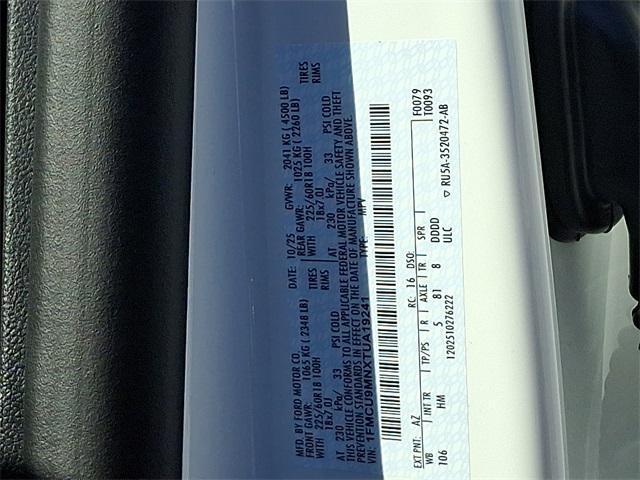 MFD. BY FORD MOTOR CO. DATE: 10/25 GVWR: 2041 KG ( 4500 LB)
FRONT GAWR: 1065 KG ( 2348 LB) REAR GAWR: 1025 KG ( 2260 LB)
WITH 225/60R18 100H TIRES WITH 225/60R18 100H TIRES
18x7.0J RIMS 18x7.0J RIMS
AT 230 kPa/ 33 PSI COLD AT 230 kPa/ 33 PSI COLD
THIS VEHICLE CONFORMS TO ALL APPLICABLE FEDERAL MOTOR VEHICLE SAFETY AND THEFT
PREVENTION STANDARDS IN EFFECT ON THE DATE OF MANUFACTURE SHOWN ABOVE.
VIN: 1FMCU9MNXTUA19241 TYPE: MPV
EXT PNT: AZ RC: 16 DSO: F0079
WB INT TR TP/PS R AXLE TR SPR T0093
106 HM 5 81 8 DDDD
120251027622 ULC ▽ RU5A-3520472-AB